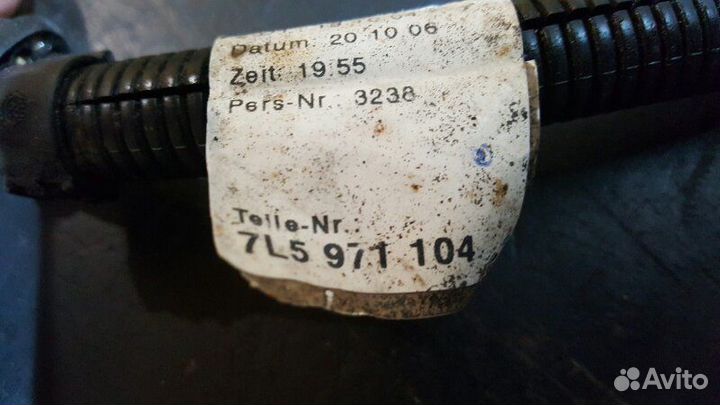 Datum. 20 10 06
Zeit: 19:55
Pers-Nr.: 3238
Teile-Nr.:
7L5 971 104
Avito